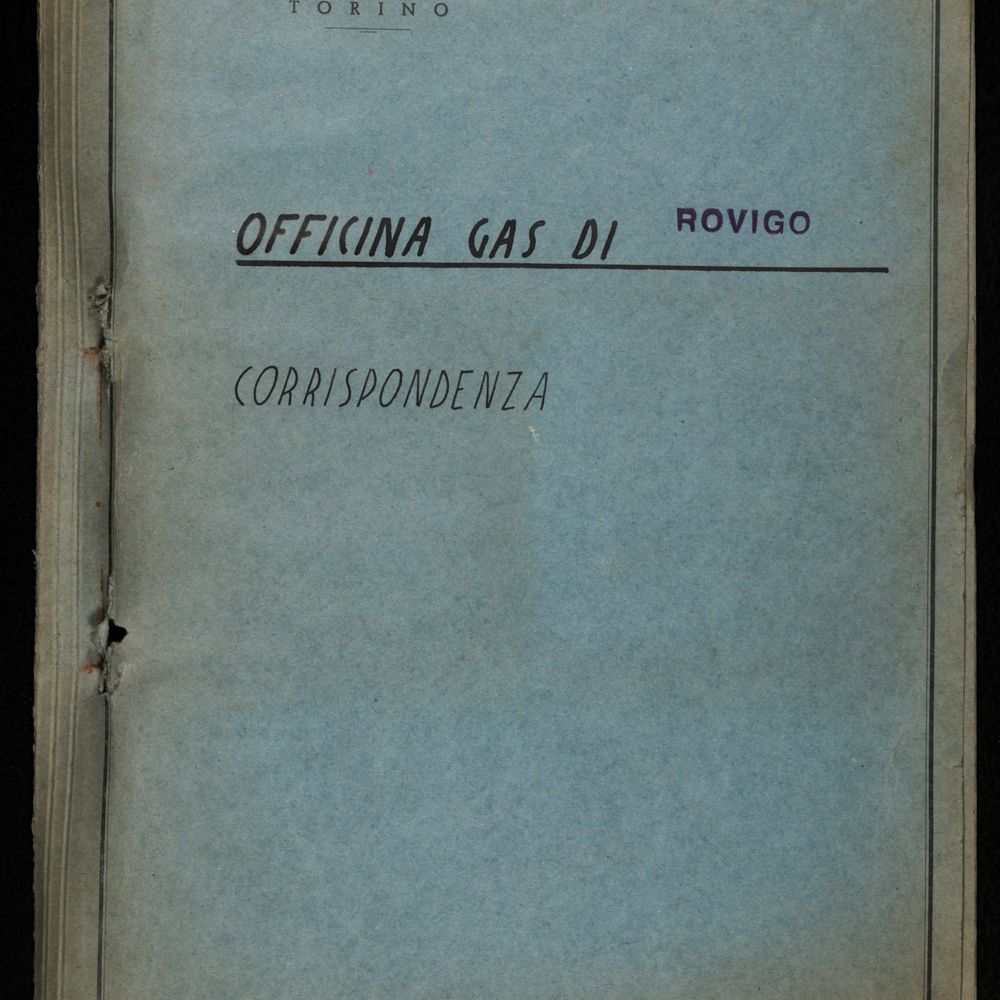 TORINO
OFFICINA GAS DI ROVIGO
CORRISPONDENZA